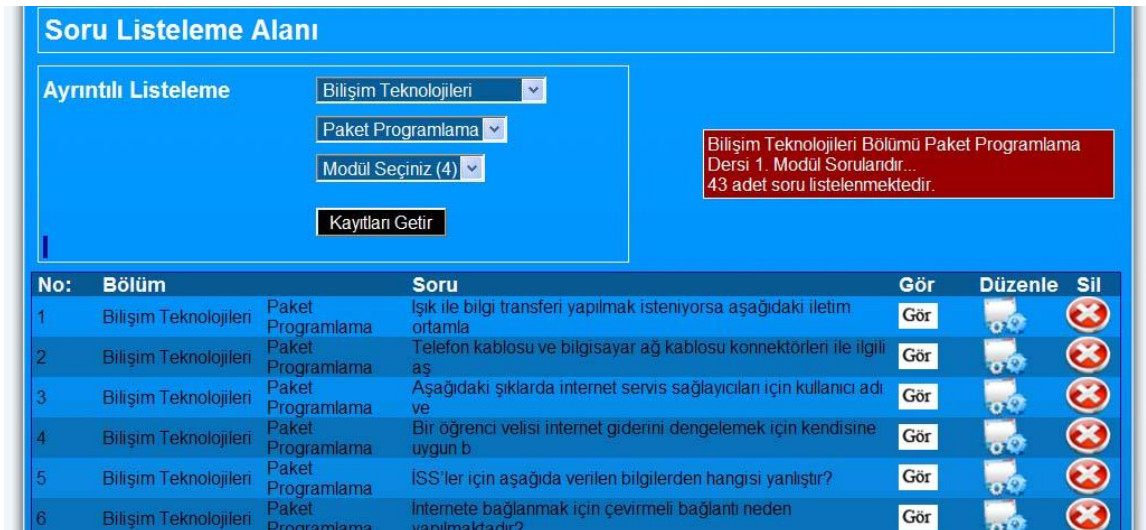 Soru Listeleme Alanı
Ayrıntılı Listeleme
Bilişim Teknolojileri
Paket Programlama
Modül Seçiniz (4)
Kayıtları Getir
Bilişim Teknolojileri Bölümü Paket Programlama
Dersi 1. Modül Sorularıdır...
43 adet soru listelenmektedir.
No: Bölüm Soru Gör Düzenle Sil
1 Bilişim Teknolojileri Paket Programlama Işık ile bilgi transferi yapılmak isteniyorsa aşağıdaki iletim ortamla Gör
2 Bilişim Teknolojileri Paket Programlama Telefon kablosu ve bilgisayar ağ kablosu konnektörleri ile ilgili aş Gör
3 Bilişim Teknolojileri Paket Programlama Aşağıdaki şıklarda internet servis sağlayıcıları için kullanıcı adı ve Gör
4 Bilişim Teknolojileri Paket Programlama Bir öğrenci velisi internet giderini dengelemek için kendisine uygun b Gör
5 Bilişim Teknolojileri Paket Programlama İSS'ler için aşağıda verilen bilgilerden hangisi yanlıştır? Gör
6 Bilişim Teknolojileri Paket Programlama İnternete bağlanmak için çevirmeli bağlantı neden yapılmaktadır? Gör